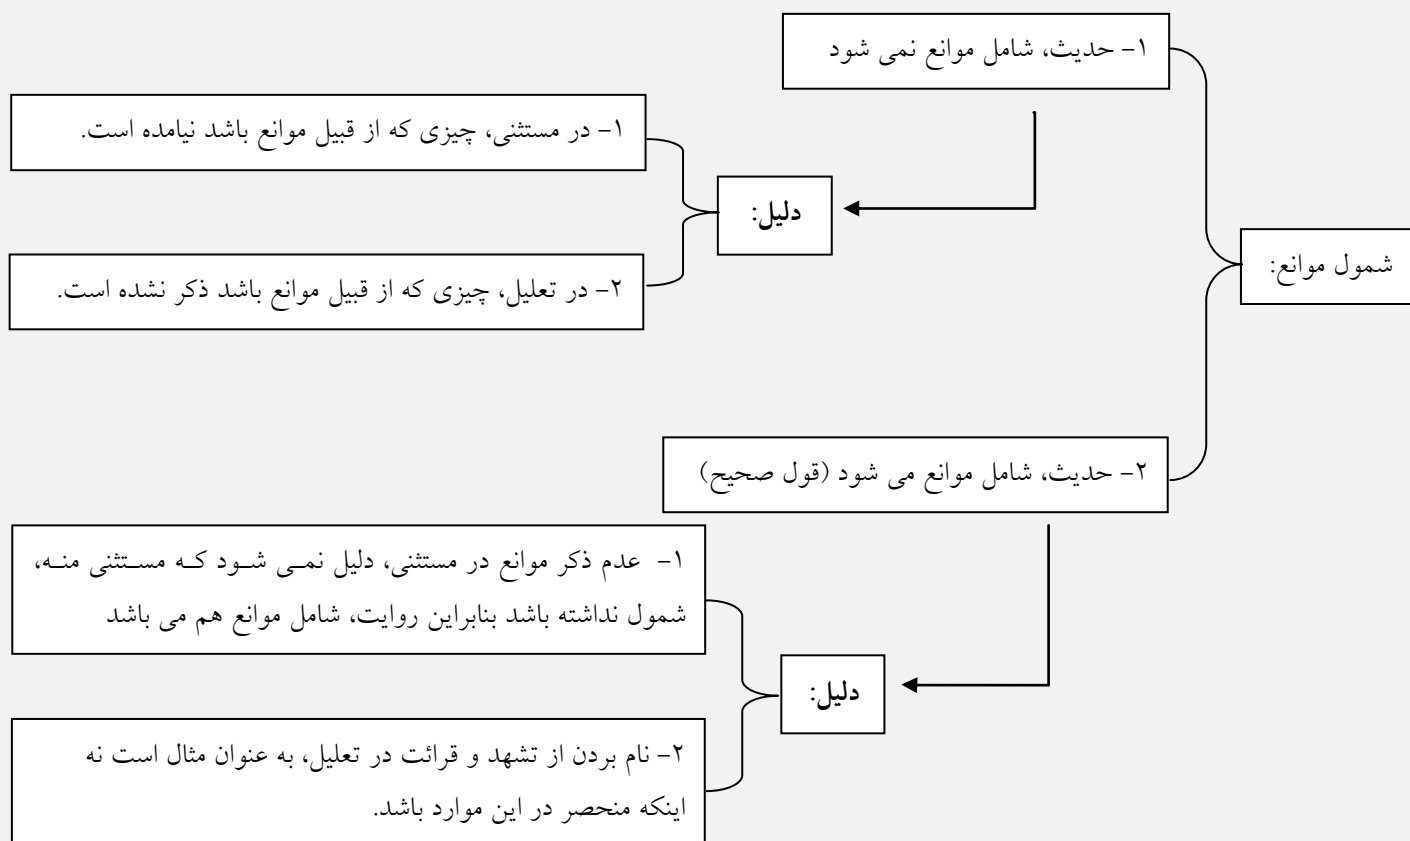 شمول موانع:
۱- حدیث، شامل موانع نمی شود
دلیل:
۱- در مستثنی، چیزی که از قبیل موانع باشد نیامده است.
۲- در تعلیل، چیزی که از قبیل موانع باشد ذکر نشده است.
۲- حدیث، شامل موانع می شود (قول صحیح)
دلیل:
۱- عدم ذکر موانع در مستثنی، دلیل نمی شود که مستثنی منه،
شمول نداشته باشد بنابراین روایت، شامل موانع هم می باشد
۲- نام بردن از تشهد و قرائت در تعلیل، به عنوان مثال است نه
اینکه منحصر در این موارد باشد.